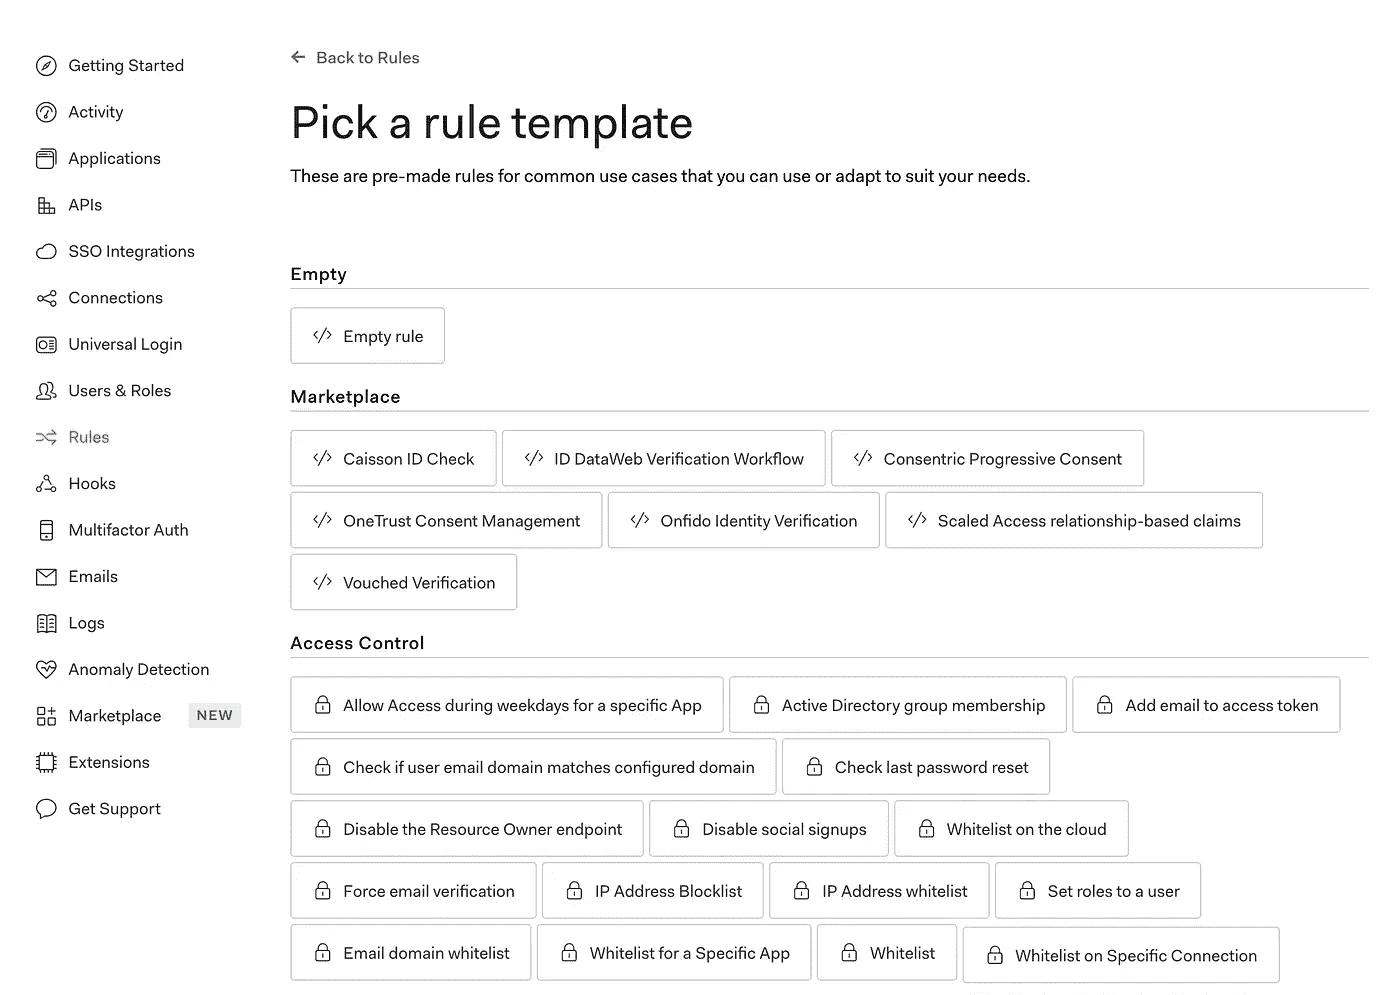 Getting Started
Activity
Applications
APIs
SSO Integrations
Connections
Universal Login
Users & Roles
Rules
Hooks
Multifactor Auth
Emails
Logs
Anomaly Detection
Marketplace NEW
Extensions
Get Support
← Back to Rules
Pick a rule template
These are pre-made rules for common use cases that you can use or adapt to suit your needs.
Empty
</> Empty rule
Marketplace
</> Caisson ID Check </> ID DataWeb Verification Workflow </> Consentric Progressive Consent
</> OneTrust Consent Management </> Onfido Identity Verification </> Scaled Access relationship-based claims
</> Vouched Verification
Access Control
Allow Access during weekdays for a specific App Active Directory group membership Add email to access token
Check if user email domain matches configured domain Check last password reset
Disable the Resource Owner endpoint Disable social signups Whitelist on the cloud
Force email verification IP Address Blocklist IP Address whitelist Set roles to a user
Email domain whitelist Whitelist for a Specific App Whitelist Whitelist on Specific Connection